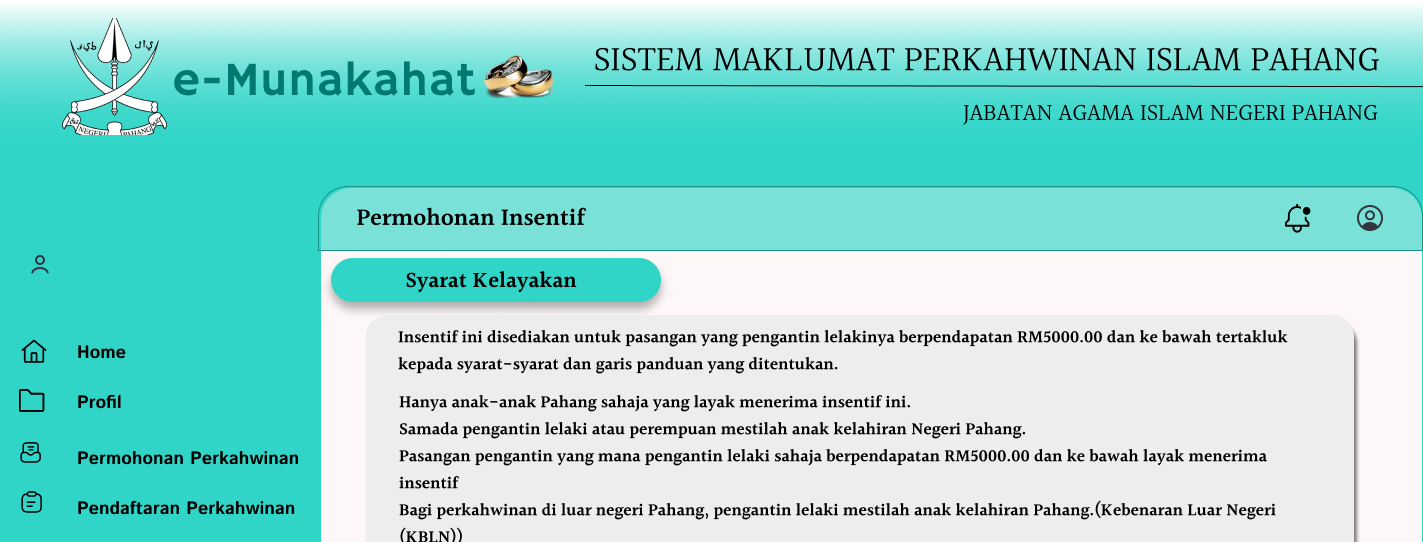 e-Munakahat
SISTEM MAKLUMAT PERKAHWINAN ISLAM PAHANG
JABATAN AGAMA ISLAM NEGERI PAHANG
NEGERI PAHANG
Permohonan Insentif
Syarat Kelayakan
Home
Profil
Permohonan Perkahwinan
Pendaftaran Perkahwinan
Insentif ini disediakan untuk pasangan yang pengantin lelakinya berpendapatan RM5000.00 dan ke bawah tertakluk
kepada syarat-syarat dan garis panduan yang ditentukan.
Hanya anak-anak Pahang sahaja yang layak menerima insentif ini.
Samada pengantin lelaki atau perempuan mestilah anak kelahiran Negeri Pahang.
Pasangan pengantin yang mana pengantin lelaki sahaja berpendapatan RM5000.00 dan ke bawah layak menerima
insentif
Bagi perkahwinan di luar negeri Pahang, pengantin lelaki mestilah anak kelahiran Pahang.(Kebenaran Luar Negeri
(KBLN))